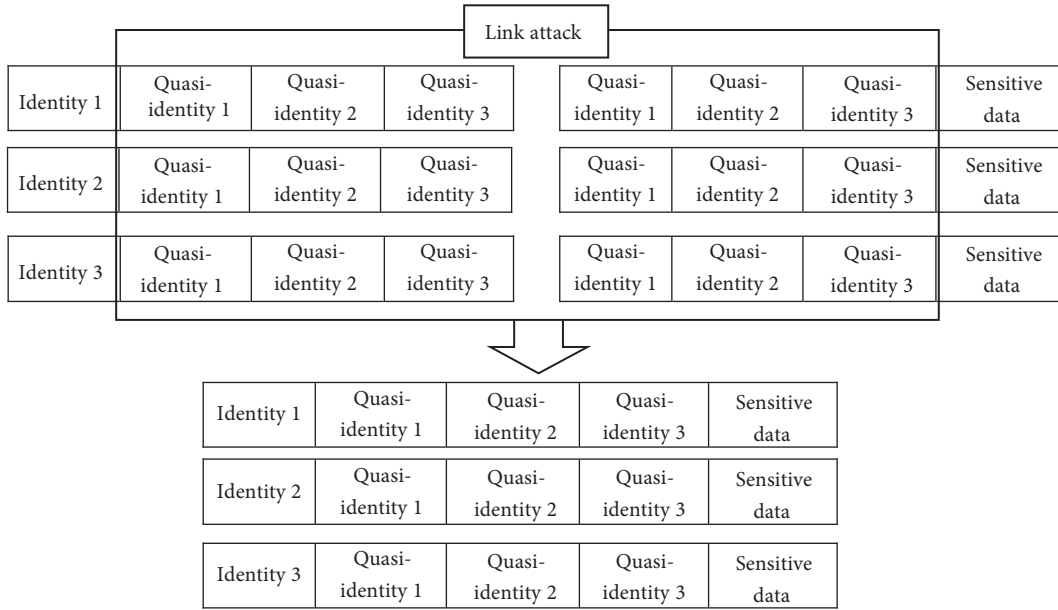 Link attack
Identity 1 Quasi- identity 1 Quasi- identity 2 Quasi- identity 3 Quasi- identity 1 Quasi- identity 2 Quasi- identity 3 Sensitive data
Identity 2 Quasi- identity 1 Quasi- identity 2 Quasi- identity 3 Quasi- identity 1 Quasi- identity 2 Quasi- identity 3 Sensitive data
Identity 3 Quasi- identity 1 Quasi- identity 2 Quasi- identity 3 Quasi- identity 1 Quasi- identity 2 Quasi- identity 3 Sensitive data
Identity 1 Quasi- identity 1 Quasi- identity 2 Quasi- identity 3 Sensitive data
Identity 2 Quasi- identity 1 Quasi- identity 2 Quasi- identity 3 Sensitive data
Identity 3 Quasi- identity 1 Quasi- identity 2 Quasi- identity 3 Sensitive data